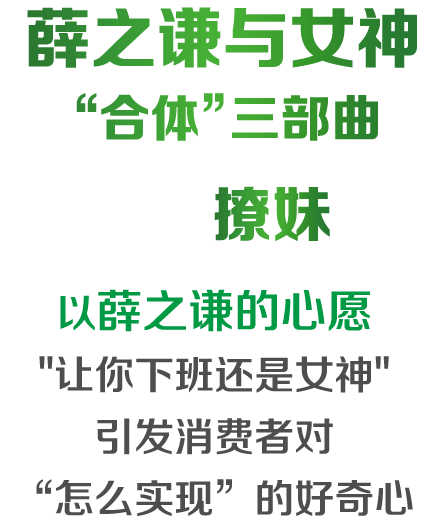 薛之谦与女神
“合体”三部曲
撩妹
以薛之谦的心愿
"让你下班还是女神"
引发消费者对
“怎么实现”的好奇心